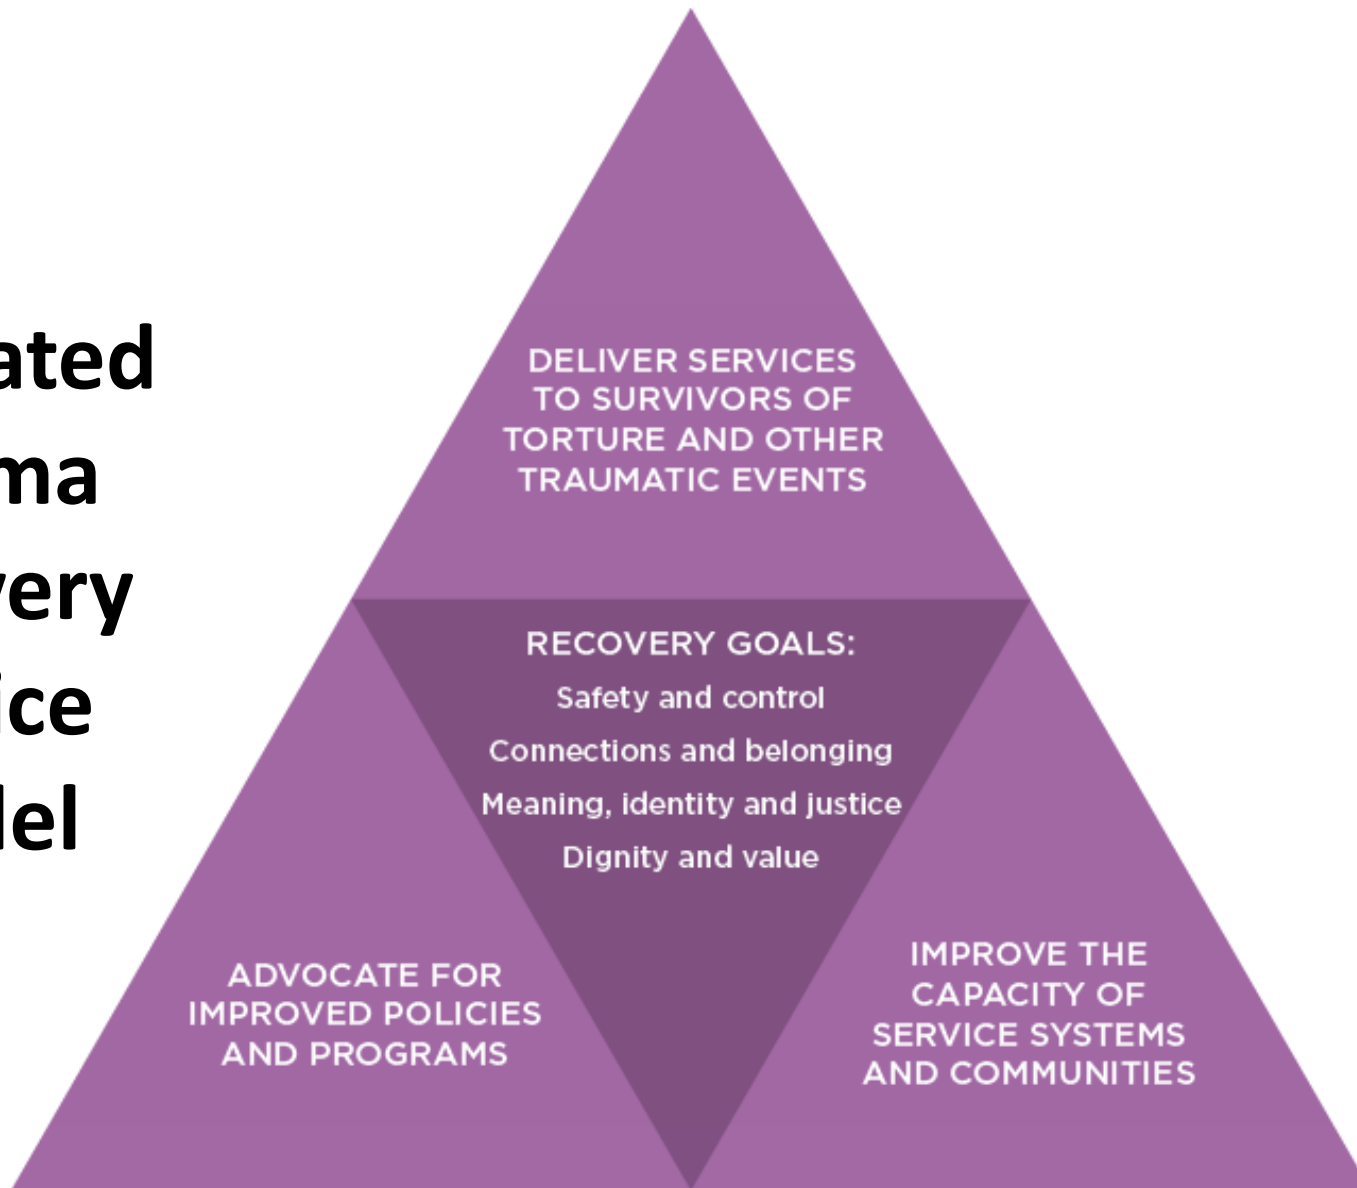 ated
ma
very
ice
del
DELIVER SERVICES
TO SURVIVORS OF
TORTURE AND OTHER
TRAUMATIC EVENTS
RECOVERY GOALS:
Safety and control
Connections and belonging
Meaning, identity and justice
Dignity and value
ADVOCATE FOR
IMPROVED POLICIES
AND PROGRAMS
IMPROVE THE
CAPACITY OF
SERVICE SYSTEMS
AND COMMUNITIES